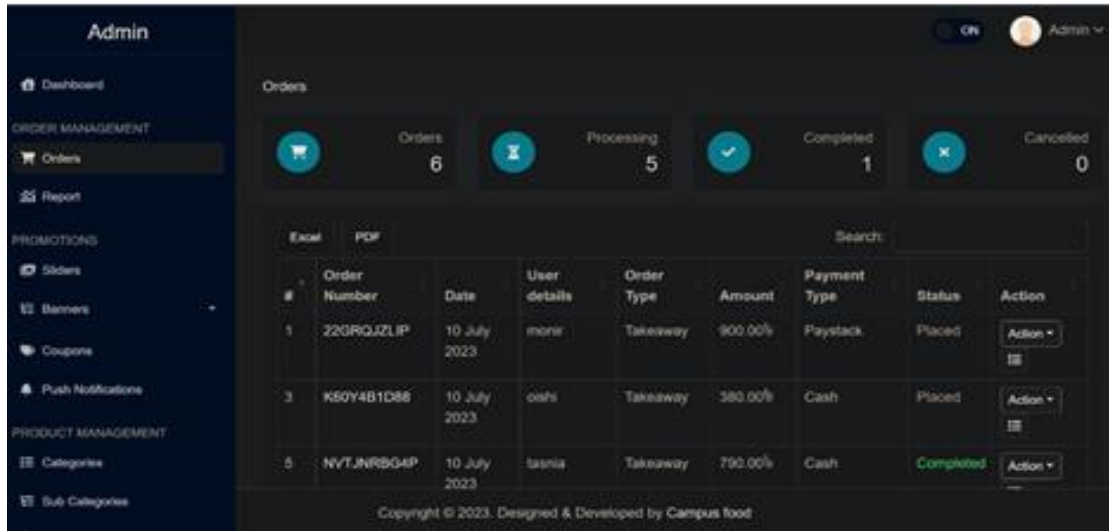 Admin
ON
Admin
Dashboard
Orders
ORDER MANAGEMENT
Orders
Report
Orders
6
Processing
5
Completed
1
Cancelled
0
PROMOTIONS
Sliders
Banners
Coupons
Push Notifications
PRODUCT MANAGEMENT
Categories
Sub Categories
Excel PDF
Search:
# Order Number Date User details Order Type Amount Payment Type Status Action
1 22GRQJZLIP 10 July 2023 monir Takeaway 900.00৳ Paystack Placed Action
3 K60Y4B1D88 10 July 2023 oishi Takeaway 380.00৳ Cash Placed Action
5 NVTJNRBG4P 10 July 2023 tasnia Takeaway 790.00৳ Cash Completed Action
Copyright © 2023. Designed & Developed by Campus food